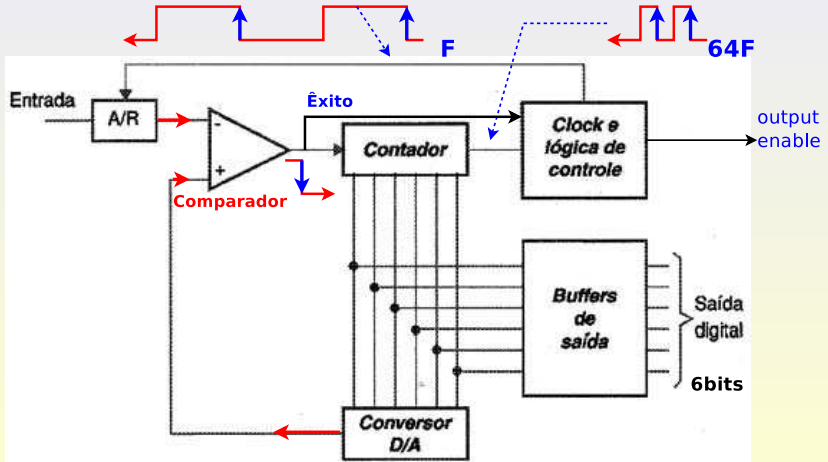 F
64F
Entrada
A/R
Êxito
-
+
Comparador
Contador
Clock e
lógica de
controle
output
enable
Buffers
de
saída
Saída
digital
6bits
Conversor
D/A